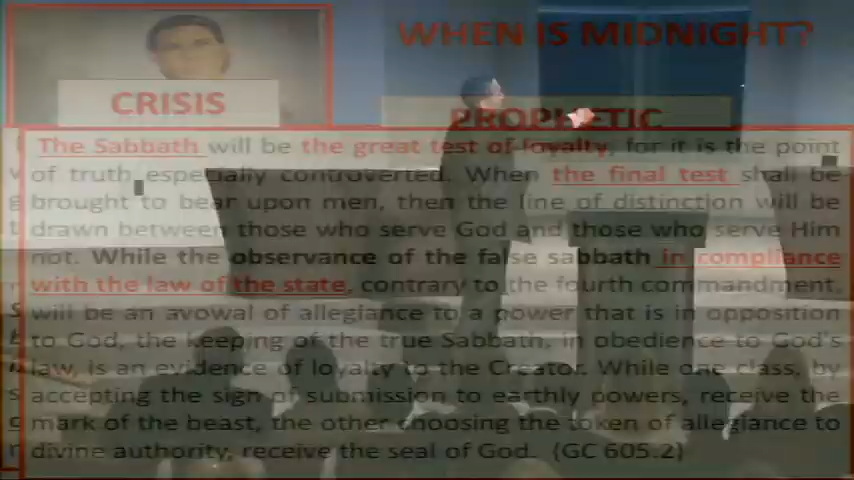 WHEN IS MIDNIGHT?
CRISIS
PROPHETIC
The Sabbath will be the great test of loyalty, for it is the point
of truth especially controverted. When the final test shall be
brought to bear upon men, then the line of distinction will be
drawn between those who serve God and those who serve Him
not. While the observance of the false sabbath in compliance
with the law of the state, contrary to the fourth commandment,
will be an avowal of allegiance to a power that is in opposition
to God, the keeping of the true Sabbath, in obedience to God's
law, is an evidence of loyalty to the Creator. While one class, by
accepting the sign of submission to earthly powers, receive the
mark of the beast, the other choosing the token of allegiance to
divine authority, receive the seal of God. (GC 605.2)